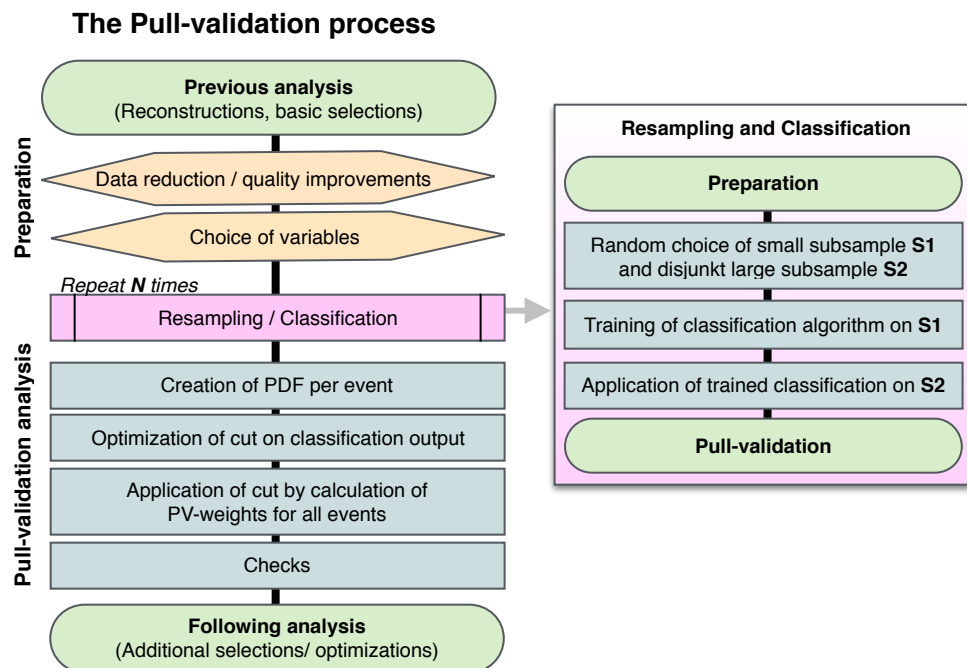 The Pull-validation process
Previous analysis
(Reconstructions, basic selections)
Preparation
Data reduction / quality improvements
Choice of variables
Repeat N times
Resampling / Classification
Pull-validation analysis
Creation of PDF per event
Optimization of cut on classification output
Application of cut by calculation of
PV-weights for all events
Checks
Following analysis
(Additional selections/ optimizations)
Resampling and Classification
Preparation
Random choice of small subsample S1
and disjunkt large subsample S2
Training of classification algorithm on S1
Application of trained classification on S2
Pull-validation